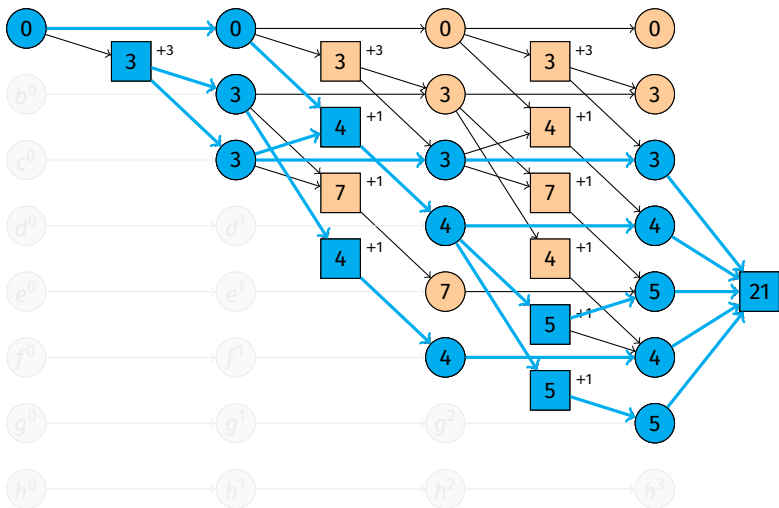 0 0 0 0
3 +3 3 +3 3 +3
b⁰ 3 3 3
4 +1 4 +1
c⁰ 3 3 3
7 +1 7 +1
d⁰ d¹ 4 4
4 +1 4 +1
e⁰ e¹ 7 5 21
5 +1
f⁰ f¹ 4 4
5 +1
g⁰ g¹ g² 5
h⁰ h¹ h² h³